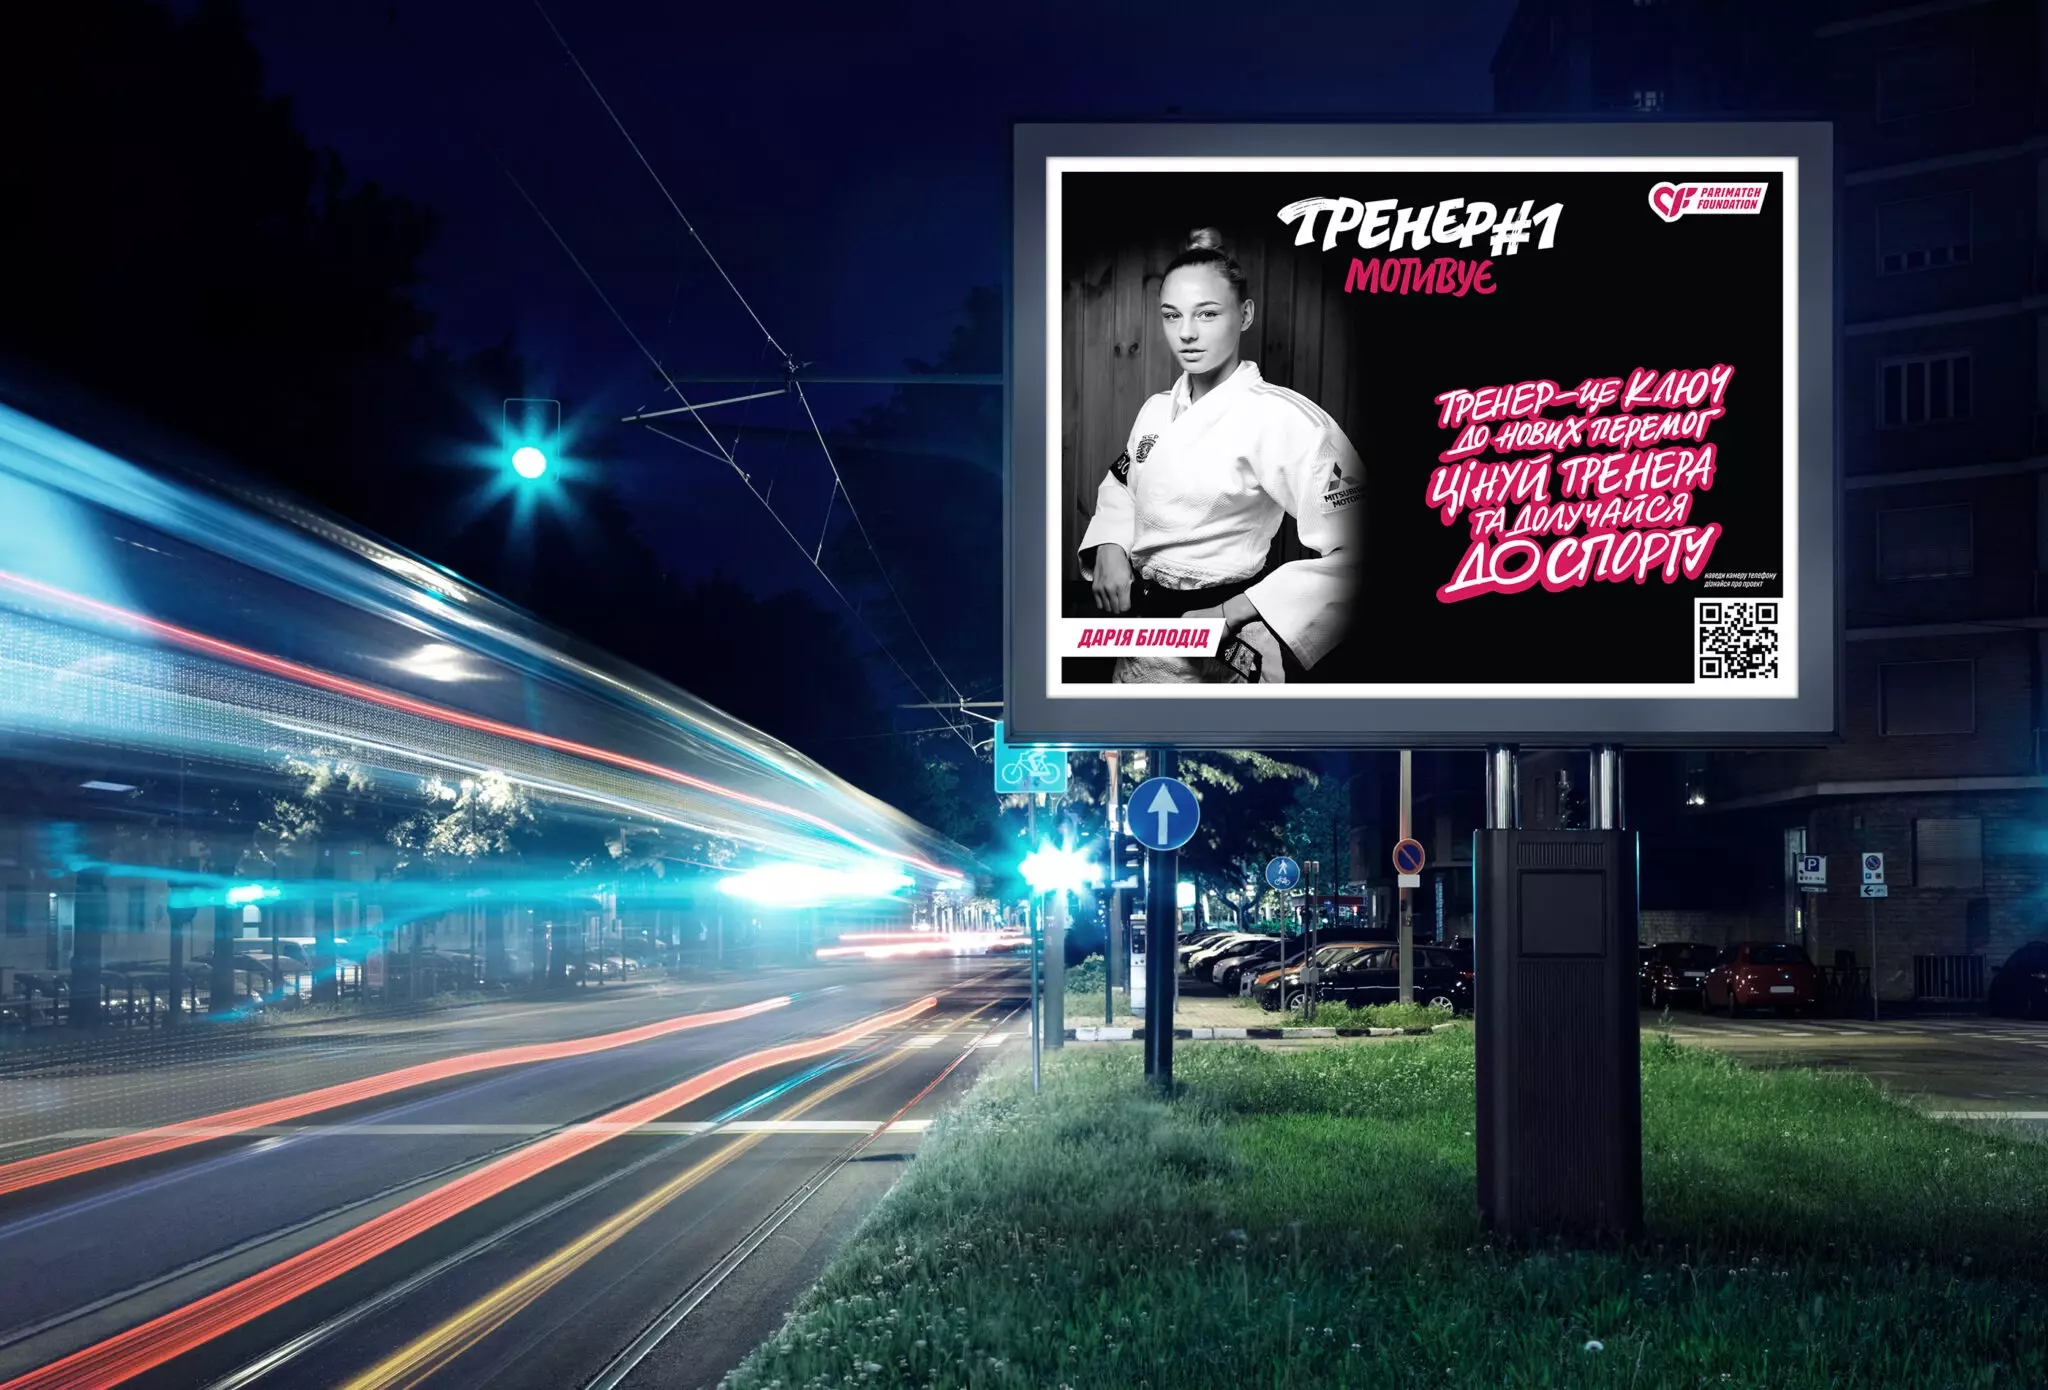 ТРЕНЕР#1
МОТИВУЄ
PARIMATCH
FOUNDATION
ТРЕНЕР–ЦЕ КЛЮЧ
ДО НОВИХ ПЕРЕМОГ
ЦІНУЙ ТРЕНЕРА
ТА ДОЛУЧАЙСЯ
ДО СПОРТУ
наведи камеру телефону
дізнайся про проект
MITSUBISHI
MOTORS
ДАРІЯ БІЛОДІД
P